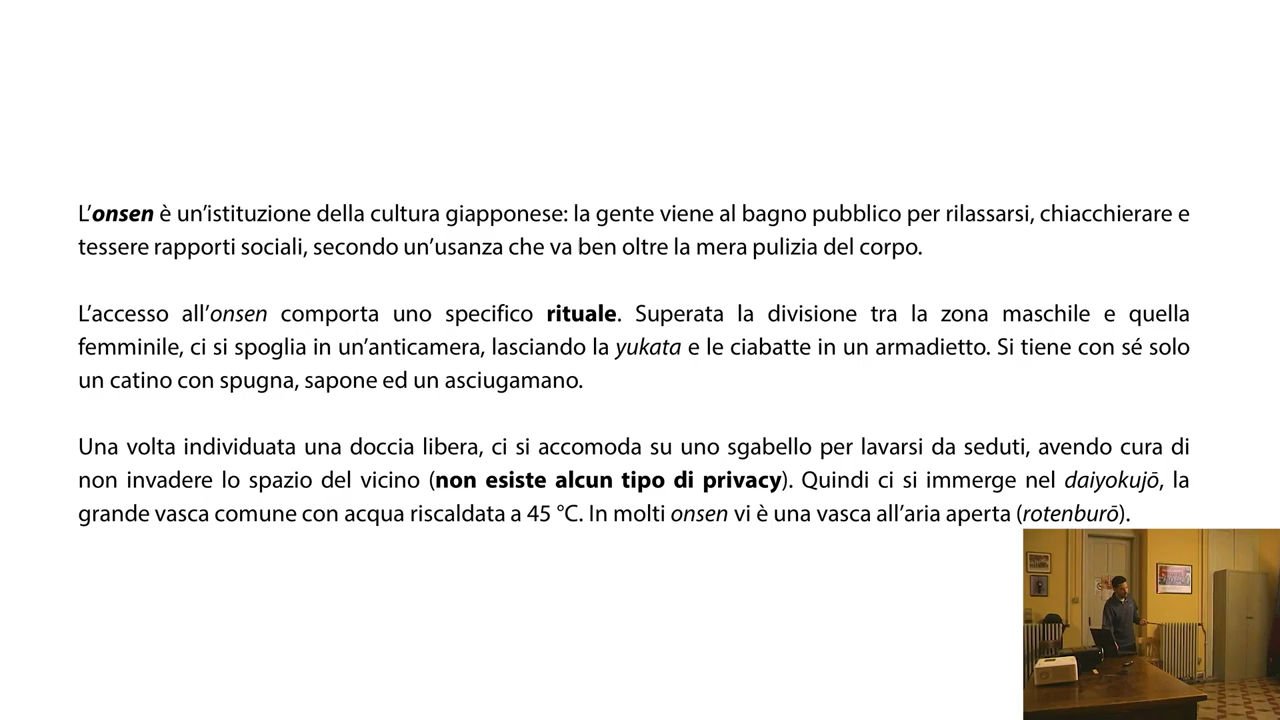 L’onsen è un’istituzione della cultura giapponese: la gente viene al bagno pubblico per rilassarsi, chiacchierare e
tessere rapporti sociali, secondo un’usanza che va ben oltre la mera pulizia del corpo.
L’accesso all’onsen comporta uno specifico rituale. Superata la divisione tra la zona maschile e quella
femminile, ci si spoglia in un’anticamera, lasciando la yukata e le ciabatte in un armadietto. Si tiene con sé solo
un catino con spugna, sapone ed un asciugamano.
Una volta individuata una doccia libera, ci si accomoda su uno sgabello per lavarsi da seduti, avendo cura di
non invadere lo spazio del vicino (non esiste alcun tipo di privacy). Quindi ci si immerge nel daiyokujō, la
grande vasca comune con acqua riscaldata a 45 °C. In molti onsen vi è una vasca all’aria aperta (rotenburō).